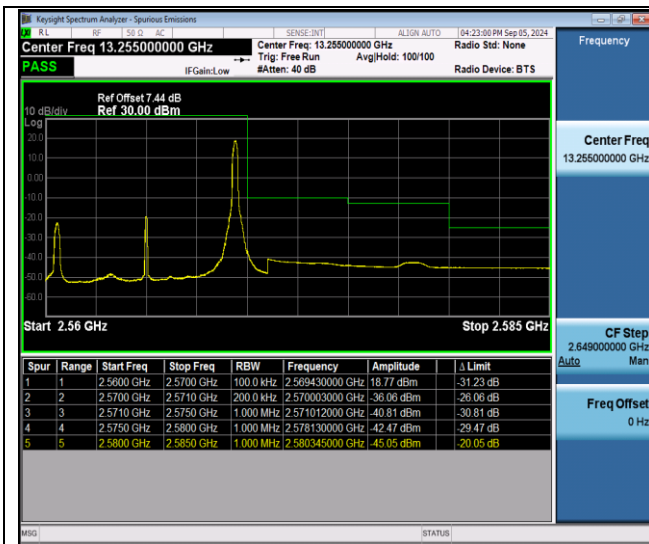 Keysight Spectrum Analyzer - Spurious Emissions
RL RF 50 Ω AC SENSE:INT ALIGN AUTO 04:23:00 PM Sep 05, 2024
Center Freq 13.255000000 GHz
Center Freq: 13.255000000 GHz
Radio Std: None
Trig: Free Run Avg|Hold: 100/100
PASS IFGain:Low #Atten: 40 dB Radio Device: BTS
Ref Offset 7.44 dB
10 dB/div Ref 30.00 dBm
Log
20.0
10.0
0.00
-10.0
-20.0
-30.0
-40.0
-50.0
-60.0
Start 2.56 GHz Stop 2.585 GHz
Spur Range Start Freq Stop Freq RBW Frequency Amplitude Δ Limit
1 1 2.5600 GHz 2.5700 GHz 100.0 kHz 2.569430000 GHz 18.77 dBm -31.23 dB
2 2 2.5700 GHz 2.5710 GHz 200.0 kHz 2.570003000 GHz -36.06 dBm -26.06 dB
3 3 2.5710 GHz 2.5750 GHz 1.000 MHz 2.571012000 GHz -40.81 dBm -30.81 dB
4 4 2.5750 GHz 2.5800 GHz 1.000 MHz 2.578130000 GHz -42.47 dBm -29.47 dB
5 5 2.5800 GHz 2.5850 GHz 1.000 MHz 2.580345000 GHz -45.05 dBm -20.05 dB
MSG STATUS
Frequency
Center Freq
13.255000000 GHz
CF Step
2.649000000 GHz
Auto Man
Freq Offset
0 Hz